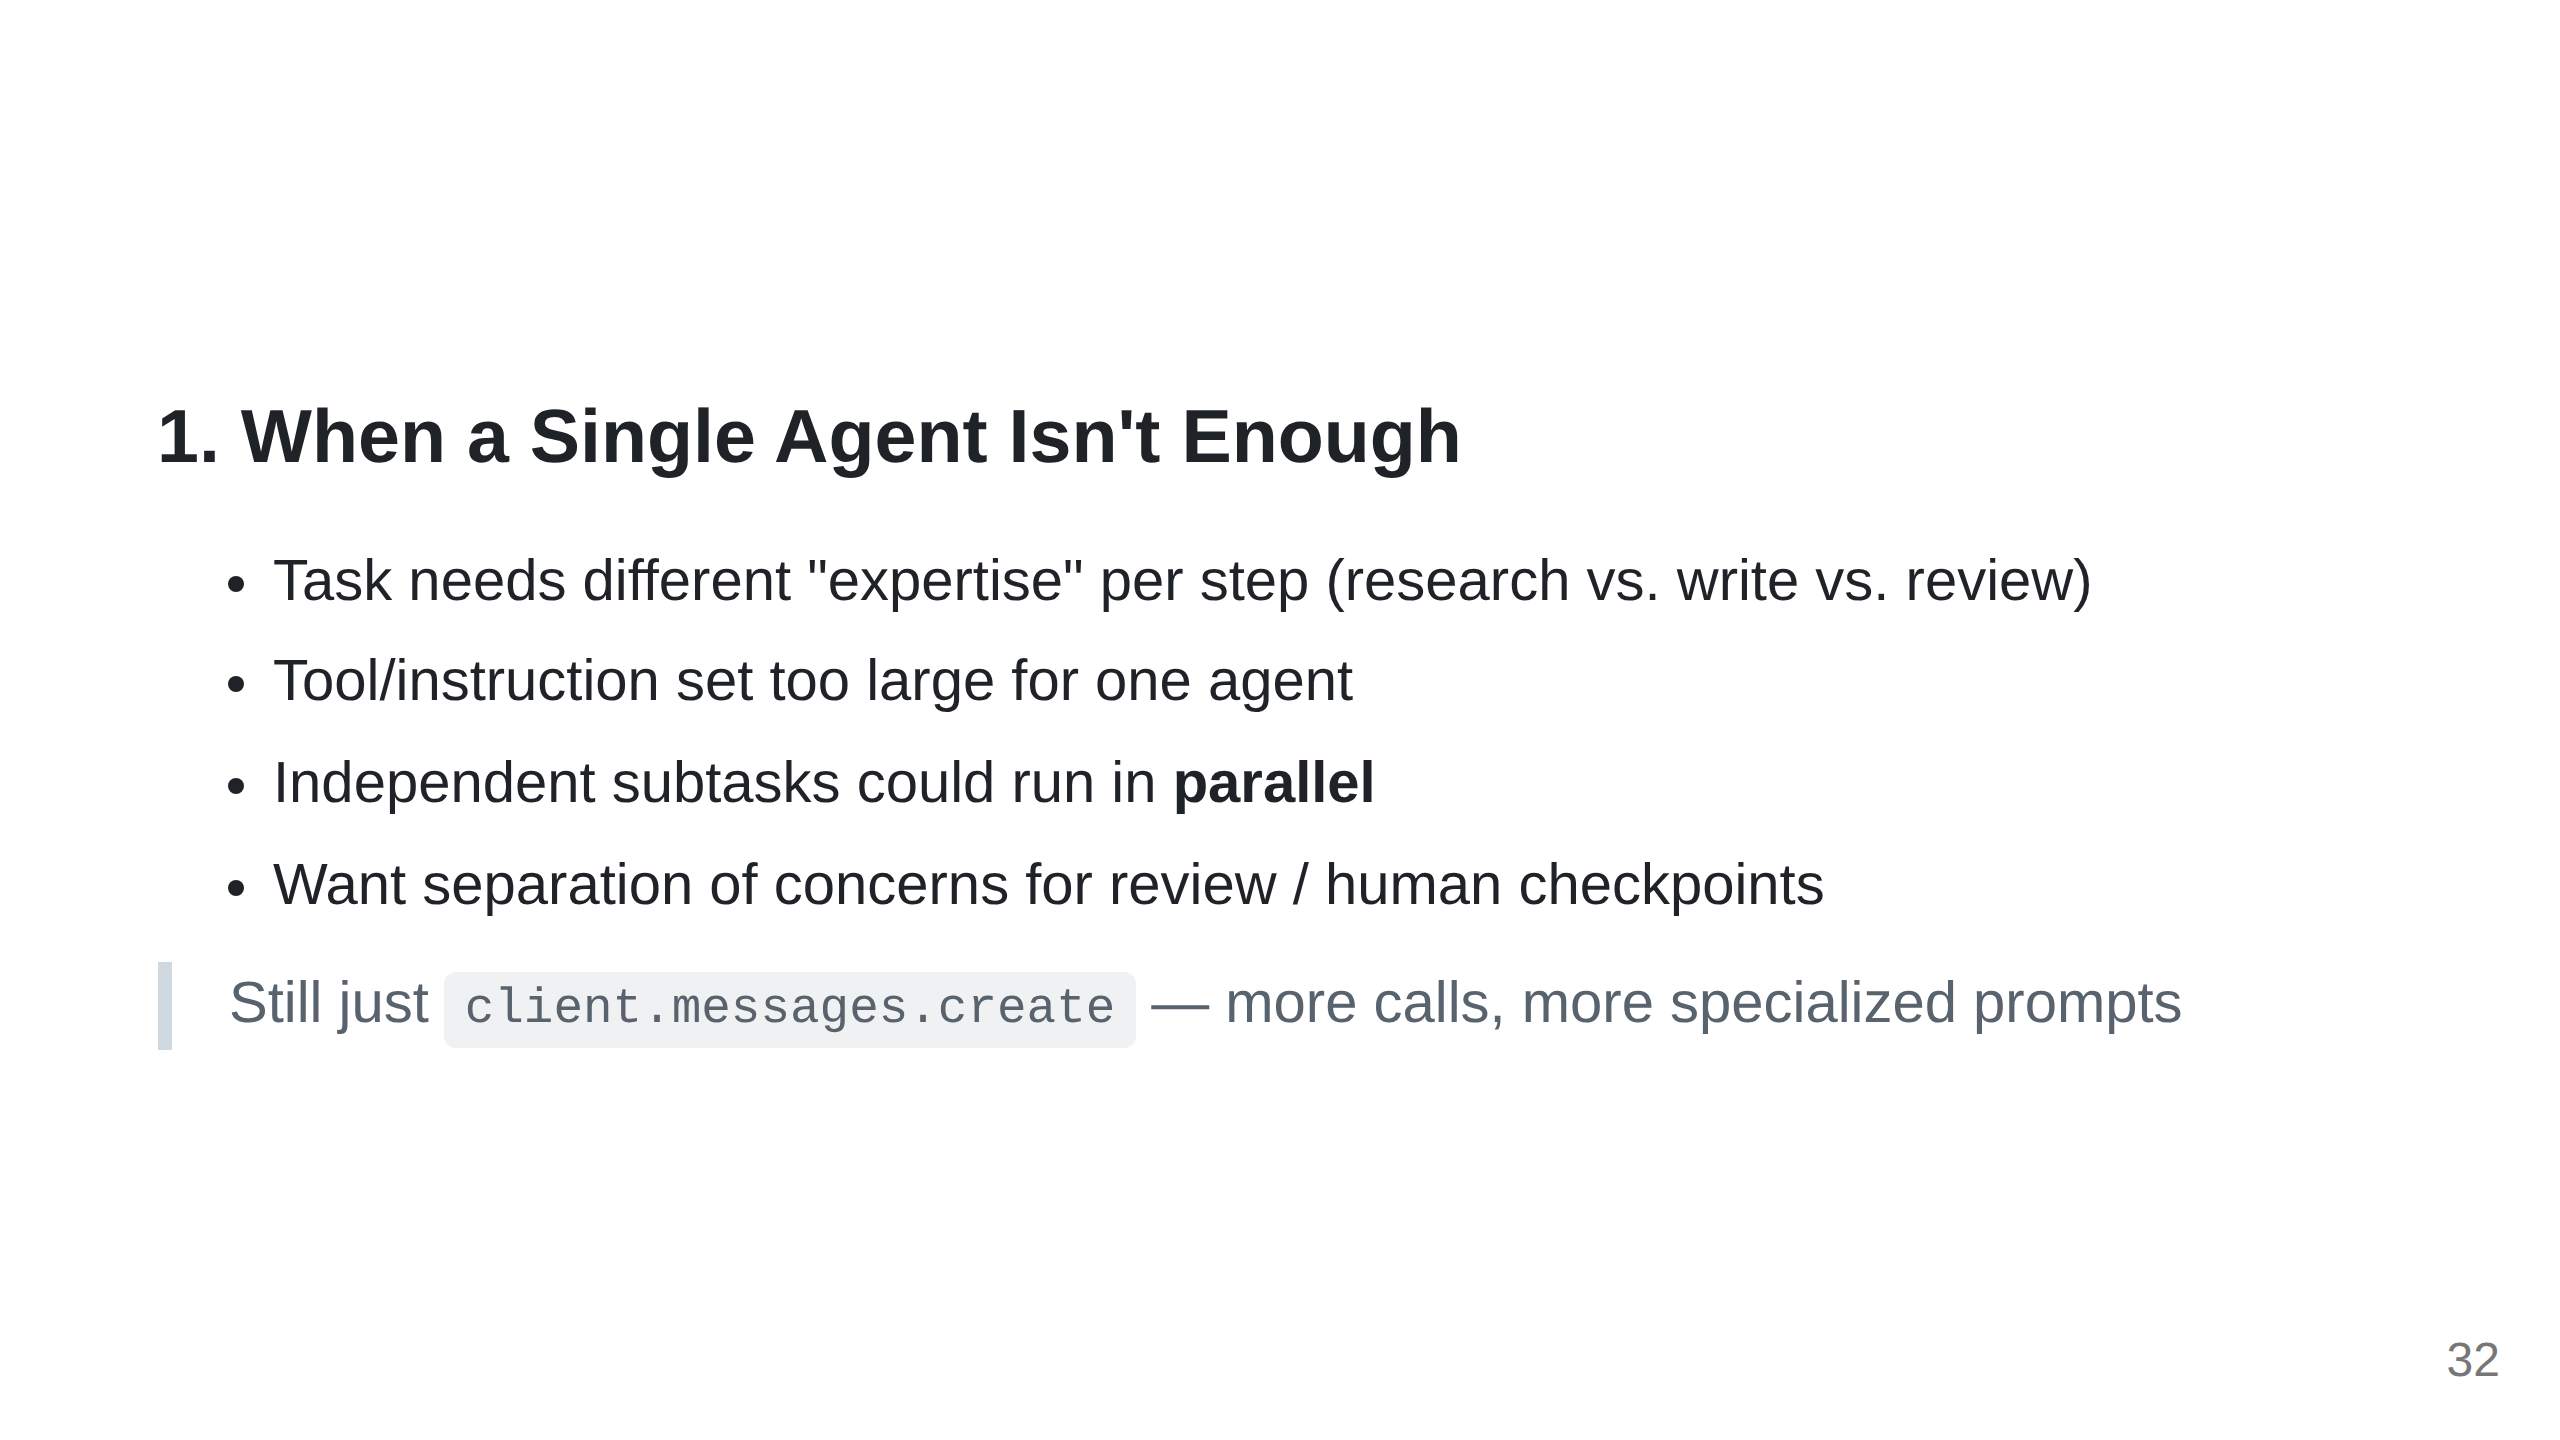 1. When a Single Agent Isn't Enough
• Task needs different "expertise" per step (research vs. write vs. review)
• Tool/instruction set too large for one agent
• Independent subtasks could run in parallel
• Want separation of concerns for review / human checkpoints
Still just client.messages.create — more calls, more specialized prompts
32